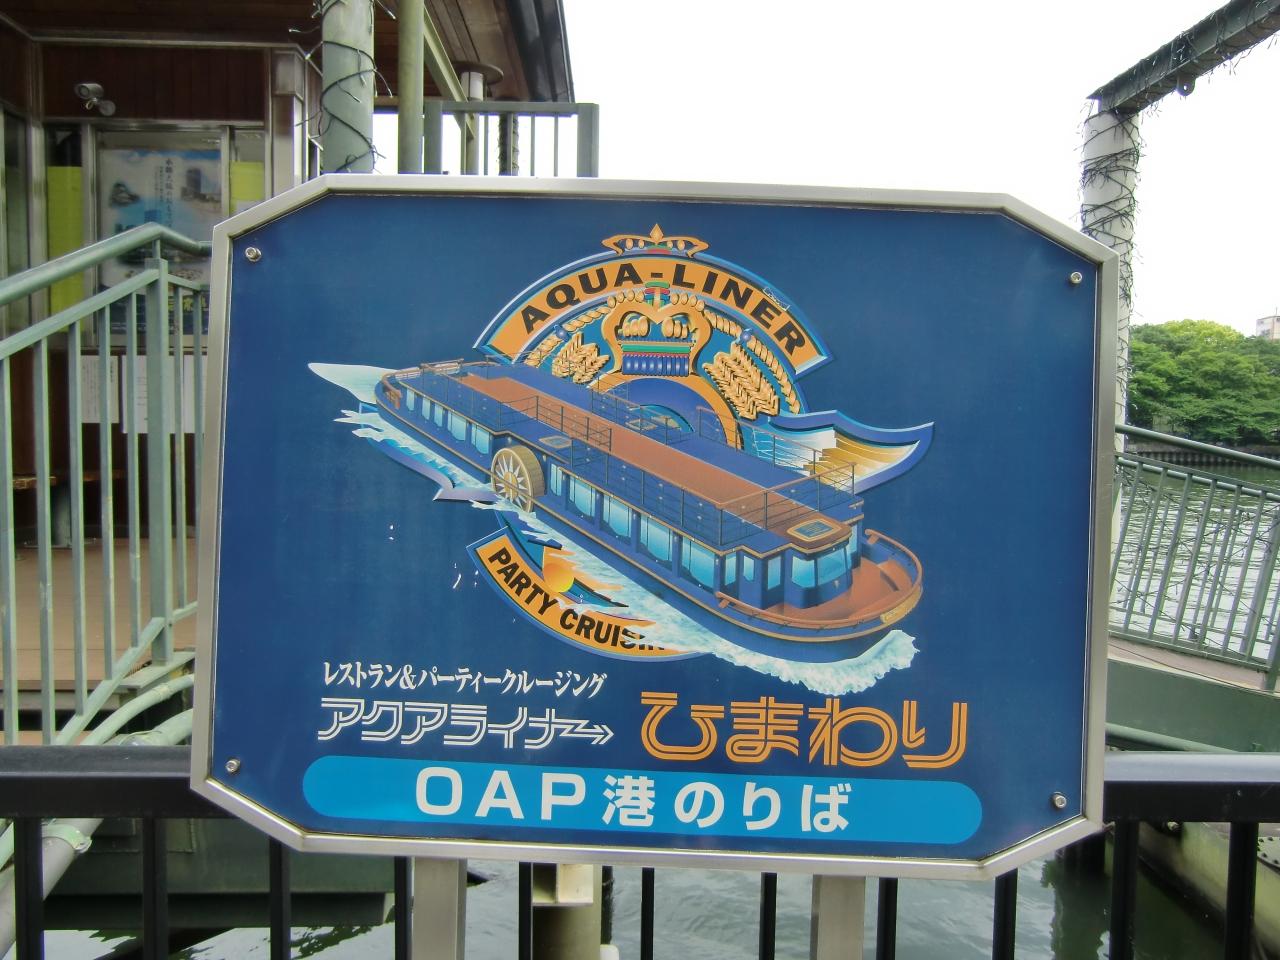 AQUA-LINER
PARTY CRUISIN
レストラン&パーティークルージング
アクアライナー
ひまわり
OAP港のりば